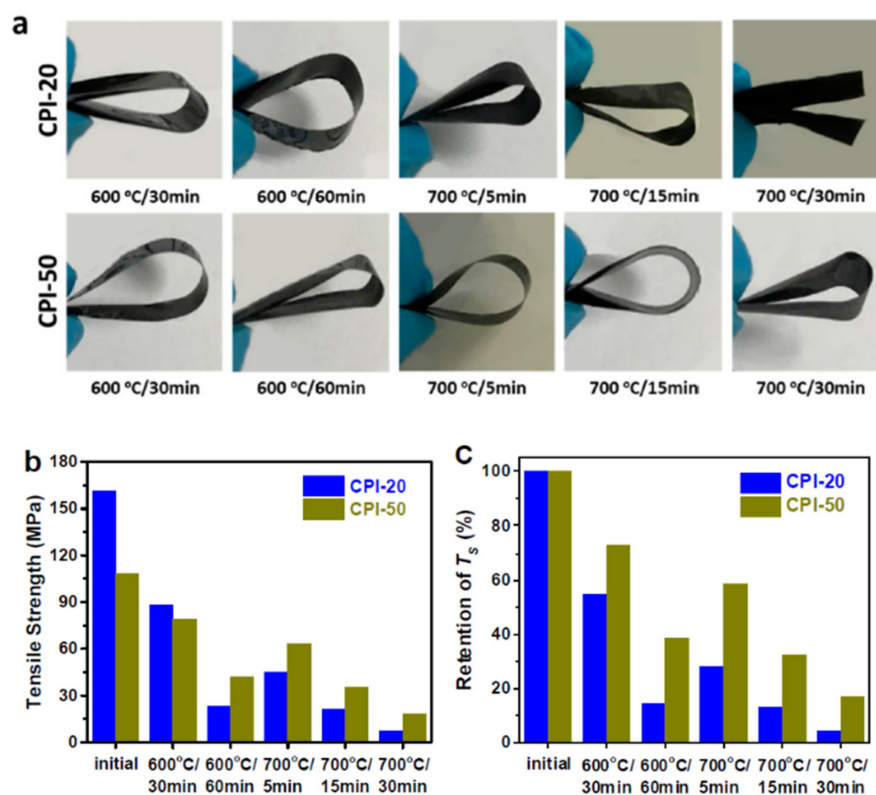 a
CPI-20
600 °C/30min 600 °C/60min 700 °C/5min 700 °C/15min 700 °C/30min
CPI-50
600 °C/30min 600 °C/60min 700 °C/5min 700 °C/15min 700 °C/30min
b
Tensile Strength (MPa)
180
150
120
90
60
30
0
CPI-20
CPI-50
initial 600°C/ 600°C/ 700°C/ 700°C/ 700°C/
30min 60min 5min 15min 30min
C
Retention of Ts (%)
100
80
60
40
20
0
CPI-20
CPI-50
initial 600°C/ 600°C/ 700°C/ 700°C/ 700°C/
30min 60min 5min 15min 30min